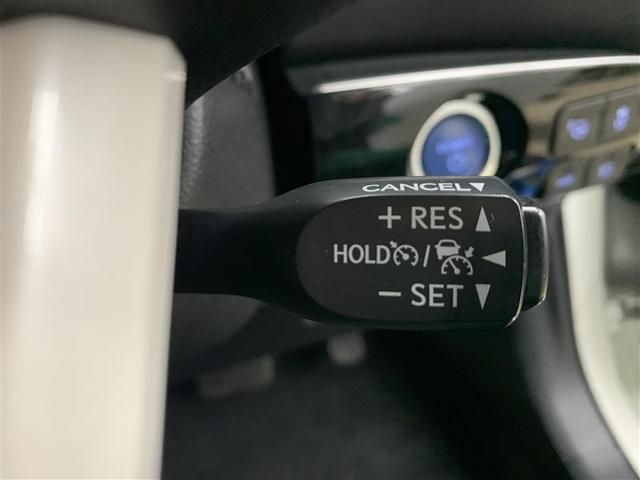 CANCEL▼
+ RES ▲
HOLD / ◀
− SET ▼